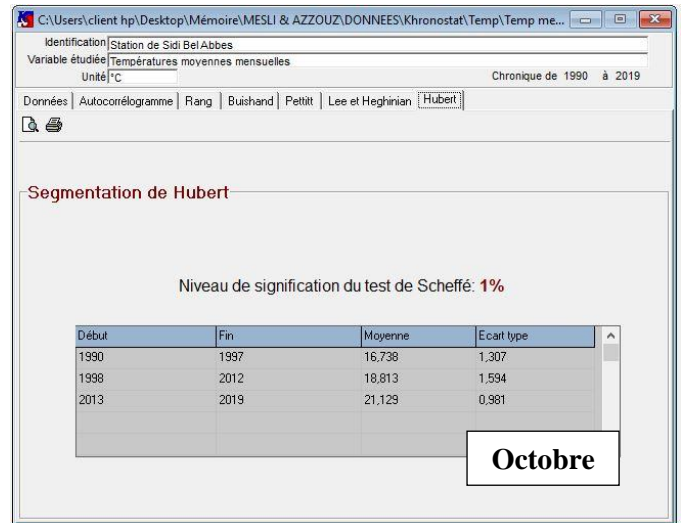 C:\Users\client hp\Desktop\Mémoire\MESLI & AZZOUZ\DONNEES\Khronostat\Temp\Temp me...
Identification Station de Sidi Bel Abbes
Variable étudiée Températures moyennes mensuelles
Unité °C Chronique de 1990 à 2019
Données Autocorrélogramme Rang Buishand Pettitt Lee et Heghinian Hubert
Segmentation de Hubert
Niveau de signification du test de Scheffé: 1%
Début Fin Moyenne Ecart type
1990 1997 16,738 1,307
1998 2012 18,813 1,594
2013 2019 21,129 0,981
Octobre